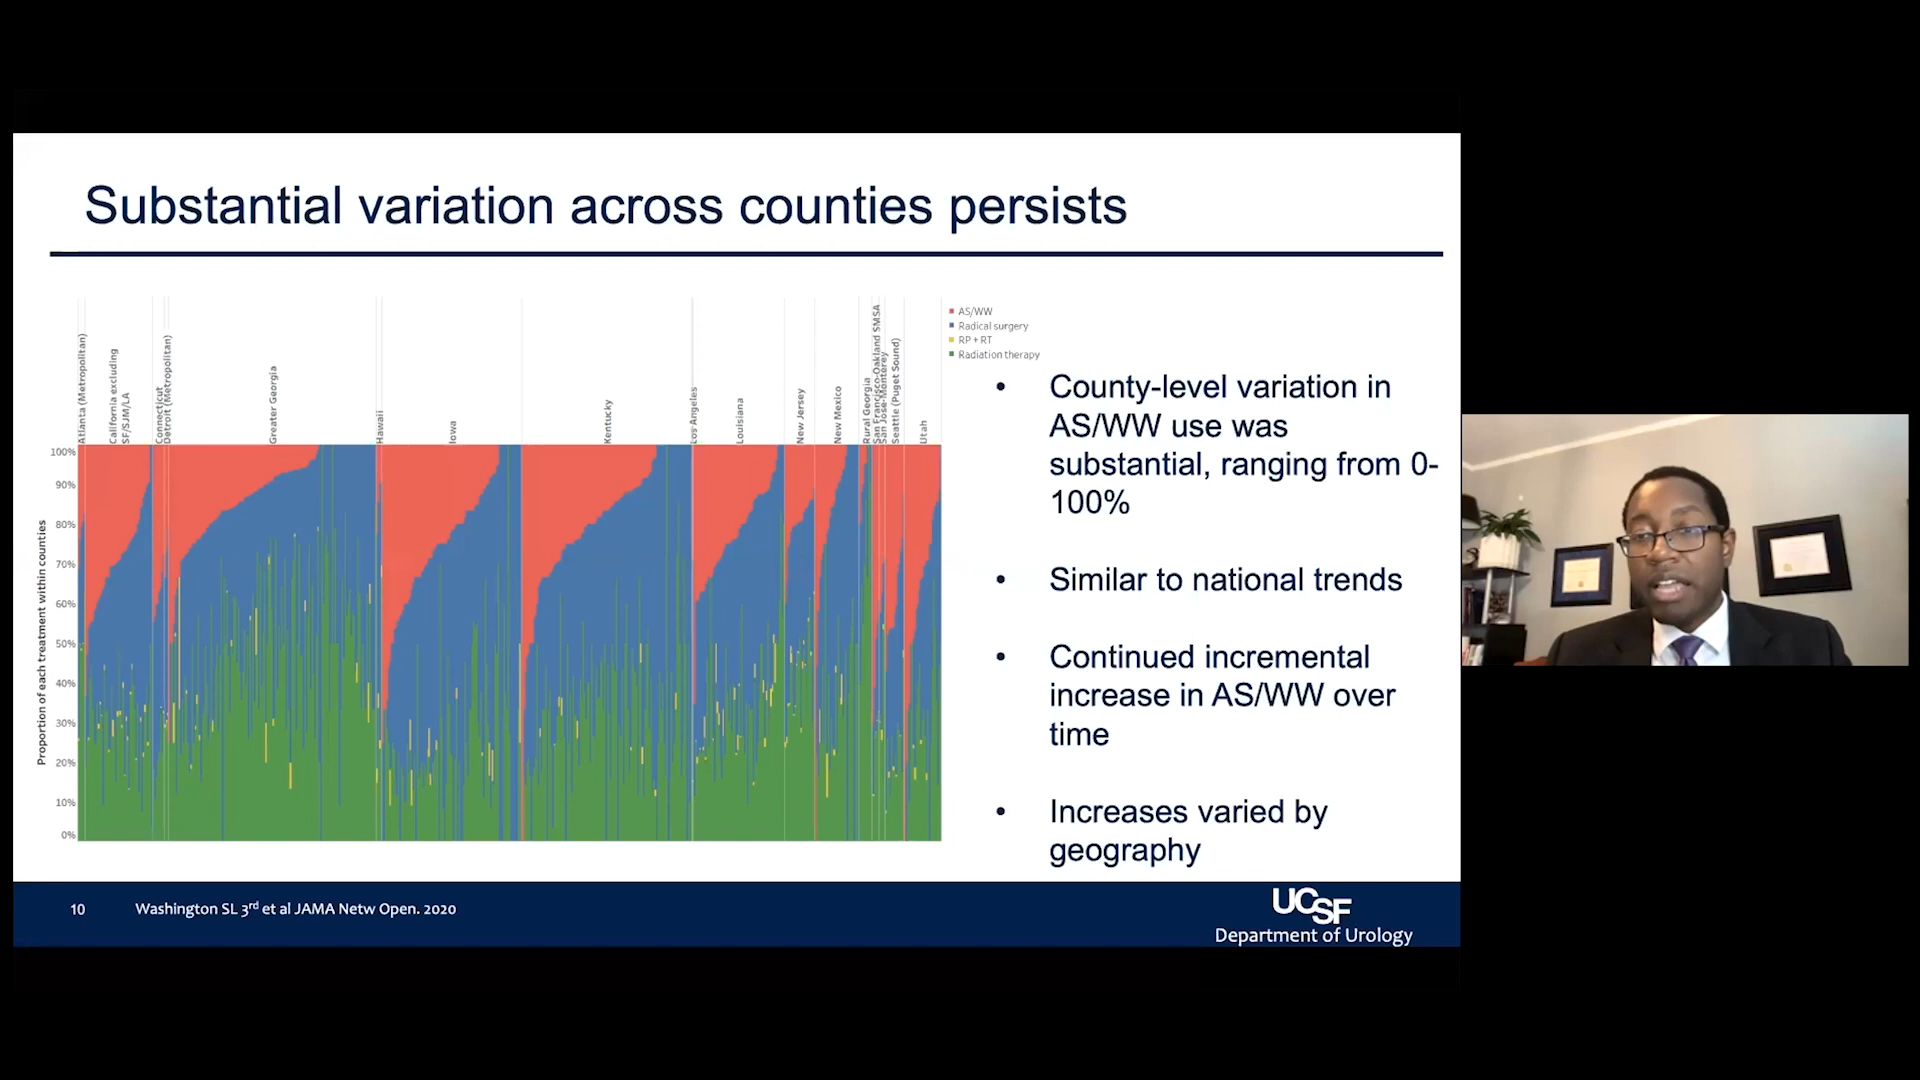 Substantial variation across counties persists
Atlanta (Metropolitan)
California excluding
SF/SJM/LA
Connecticut
Detroit (Metropolitan)
Greater Georgia
Hawaii
Iowa
Kentucky
Los Angeles
Louisiana
New Jersey
New Mexico
Rural Georgia
San Francisco-Oakland SMSA
San Jose-Monterey
Seattle (Puget Sound)
Utah
AS/WW
Radical surgery
RP + RT
Radiation therapy
Proportion of each treatment within counties
100%
90%
80%
70%
60%
50%
40%
30%
20%
10%
0%
• County-level variation in
AS/WW use was
substantial, ranging from 0-
100%
• Similar to national trends
• Continued incremental
increase in AS/WW over
time
• Increases varied by
geography
10
Washington SL 3rd et al JAMA Netw Open. 2020
UCSF
Department of Urology